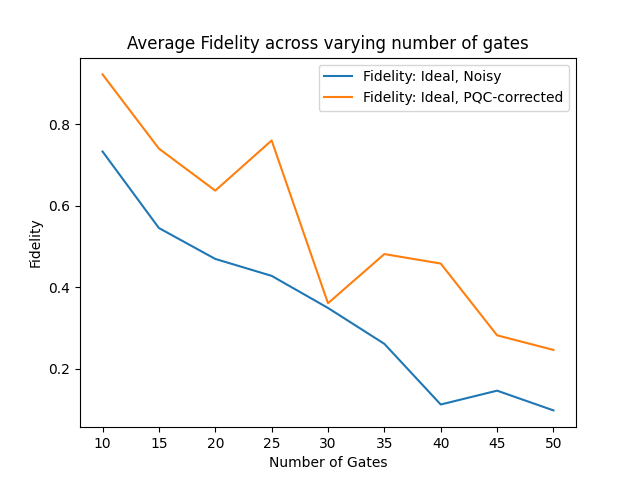 Average Fidelity across varying number of gates
Fidelity: Ideal, Noisy
Fidelity: Ideal, PQC-corrected
Fidelity
0.8
0.6
0.4
0.2
10 15 20 25 30 35 40 45 50
Number of Gates